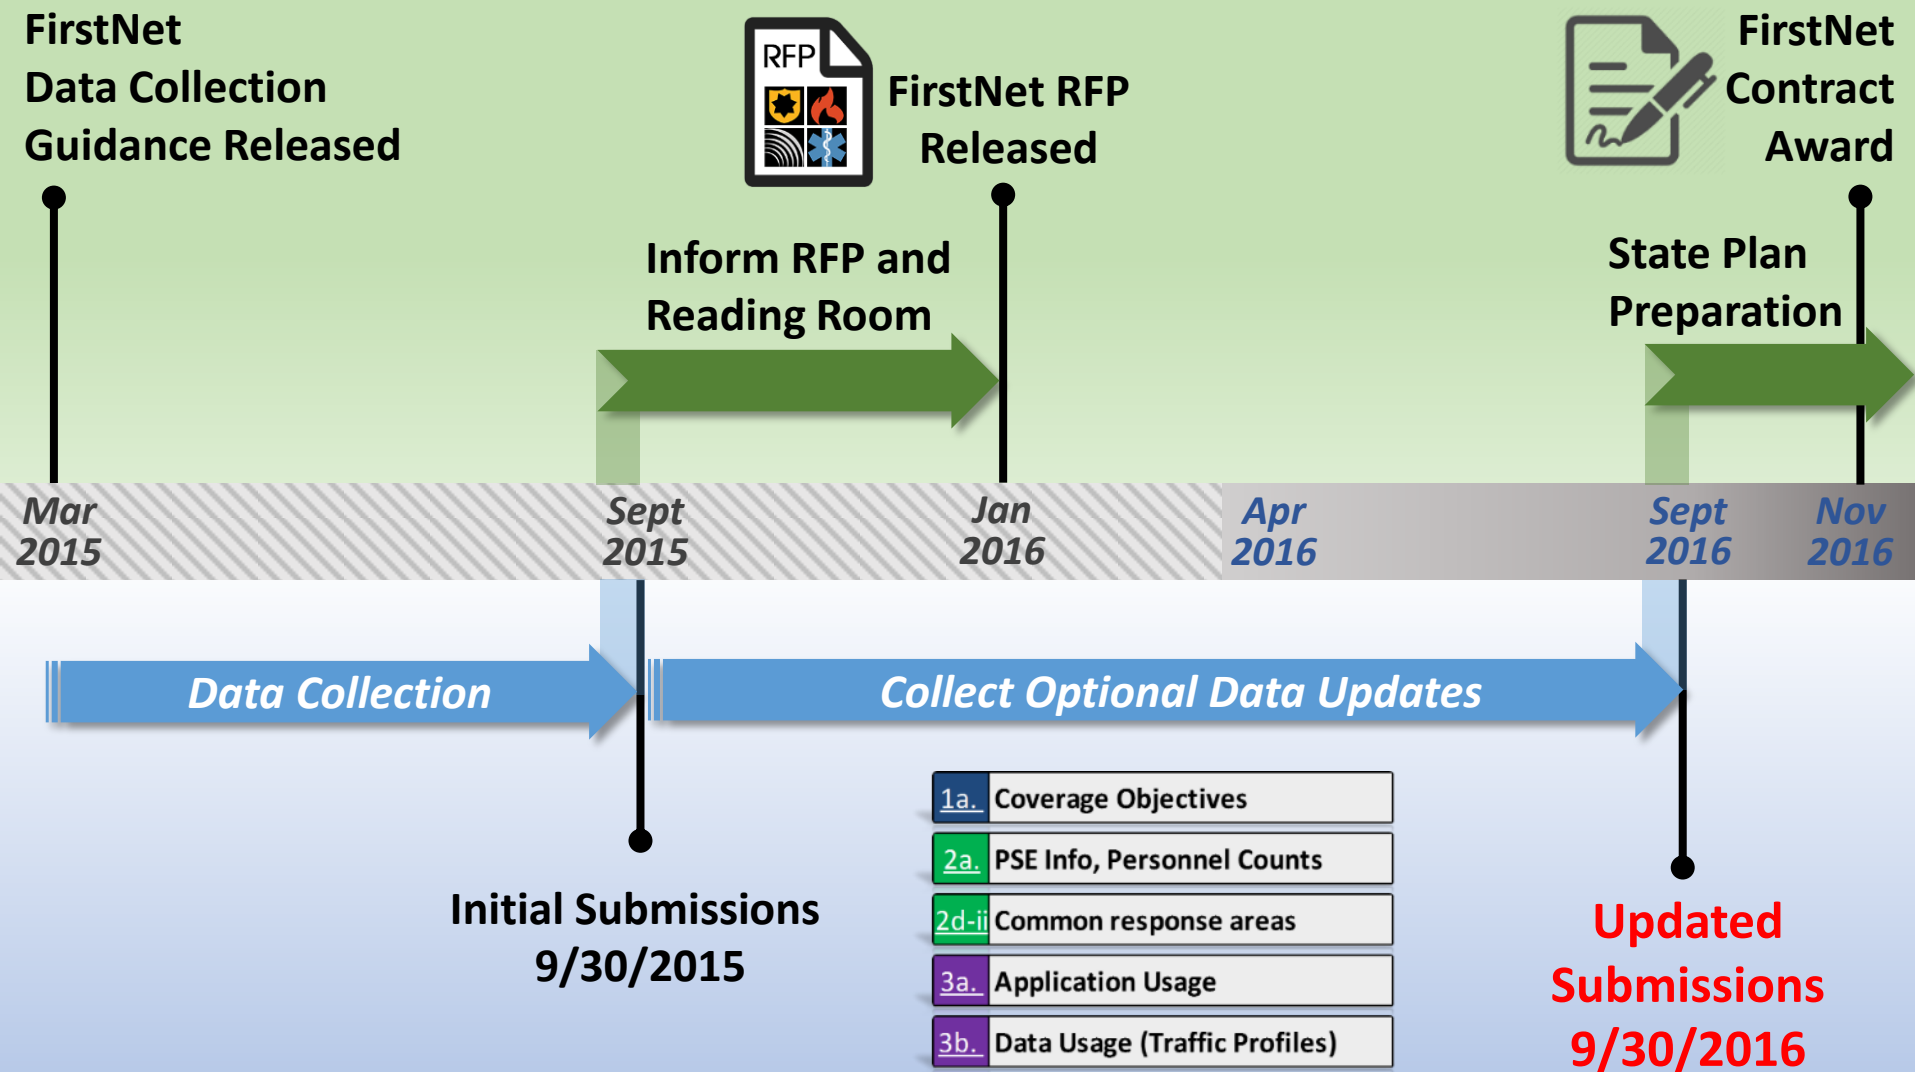 FirstNet
Data Collection
Guidance Released
RFP
FirstNet RFP
Released
FirstNet
Contract
Award
Inform RFP and
Reading Room
State Plan
Preparation
Mar
2015
Sept
2015
Jan
2016
Apr
2016
Sept
2016
Nov
2016
Data Collection
Collect Optional Data Updates
1a. Coverage Objectives
2a. PSE Info, Personnel Counts
2d-ii Common response areas
3a. Application Usage
3b. Data Usage (Traffic Profiles)
Initial Submissions
9/30/2015
Updated
Submissions
9/30/2016